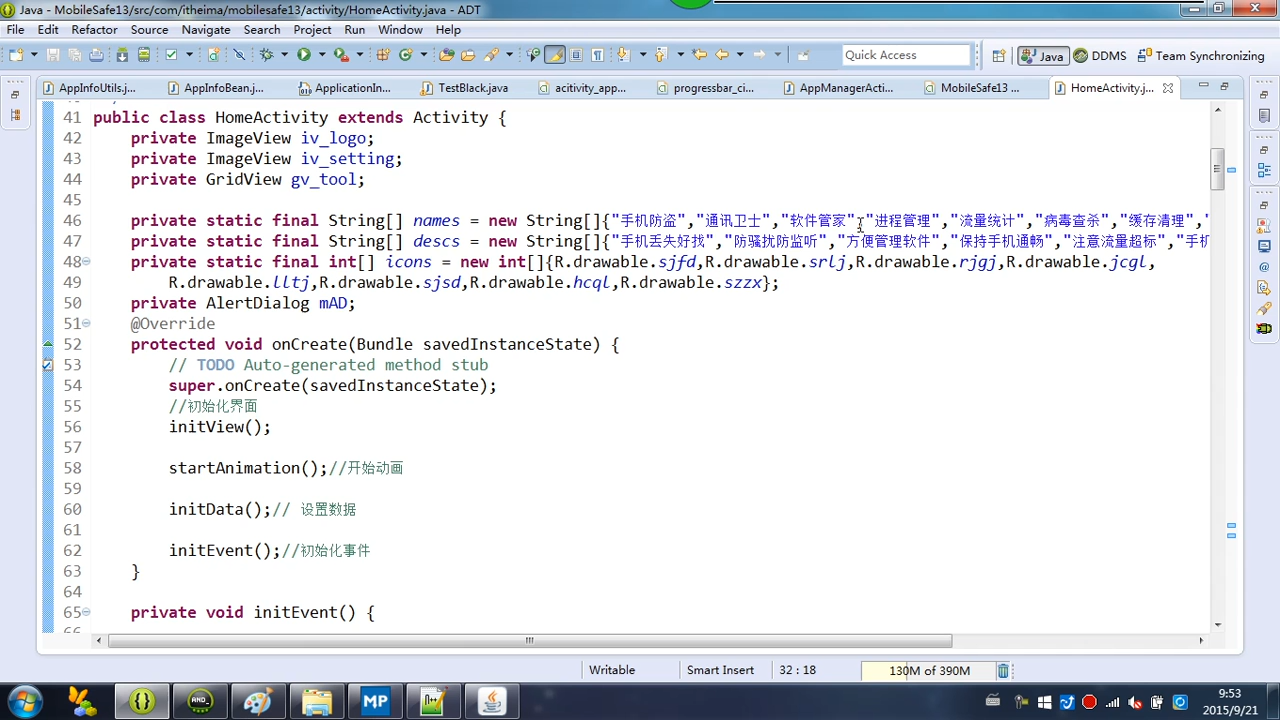 Java - MobileSafe13/src/com/itheima/mobilesafe13/activity/HomeActivity.java - ADT
File Edit Refactor Source Navigate Search Project Run Window Help
Quick Access Java DDMS Team Synchronizing
AppInfoUtils.j... AppInfoBean.j... ApplicationIn... TestBlack.java acitivity_app... progressbar_ci... AppManagerActi... MobileSafe13 ... HomeActivity.j...
41 public class HomeActivity extends Activity {
42 private ImageView iv_logo;
43 private ImageView iv_setting;
44 private GridView gv_tool;
45
46 private static final String[] names = new String[]{"手机防盗","通讯卫士","软件管家","进程管理","流量统计","病毒查杀","缓存清理","
47 private static final String[] descs = new String[]{"手机丢失好找","防骚扰防监听","方便管理软件","保持手机通畅","注意流量超标","手机
48 private static final int[] icons = new int[]{R.drawable.sjfd,R.drawable.srlj,R.drawable.rjgj,R.drawable.jcgl,
49 R.drawable.lltj,R.drawable.sjsd,R.drawable.hcql,R.drawable.szzx};
50 private AlertDialog mAD;
51 @Override
52 protected void onCreate(Bundle savedInstanceState) {
53 // TODO Auto-generated method stub
54 super.onCreate(savedInstanceState);
55 //初始化界面
56 initView();
57
58 startAnimation();//开始动画
59
60 initData();// 设置数据
61
62 initEvent();//初始化事件
63 }
64
65 private void initEvent() {
Writable Smart Insert 32 : 18 130M of 390M
MP
9:53
2015/9/21